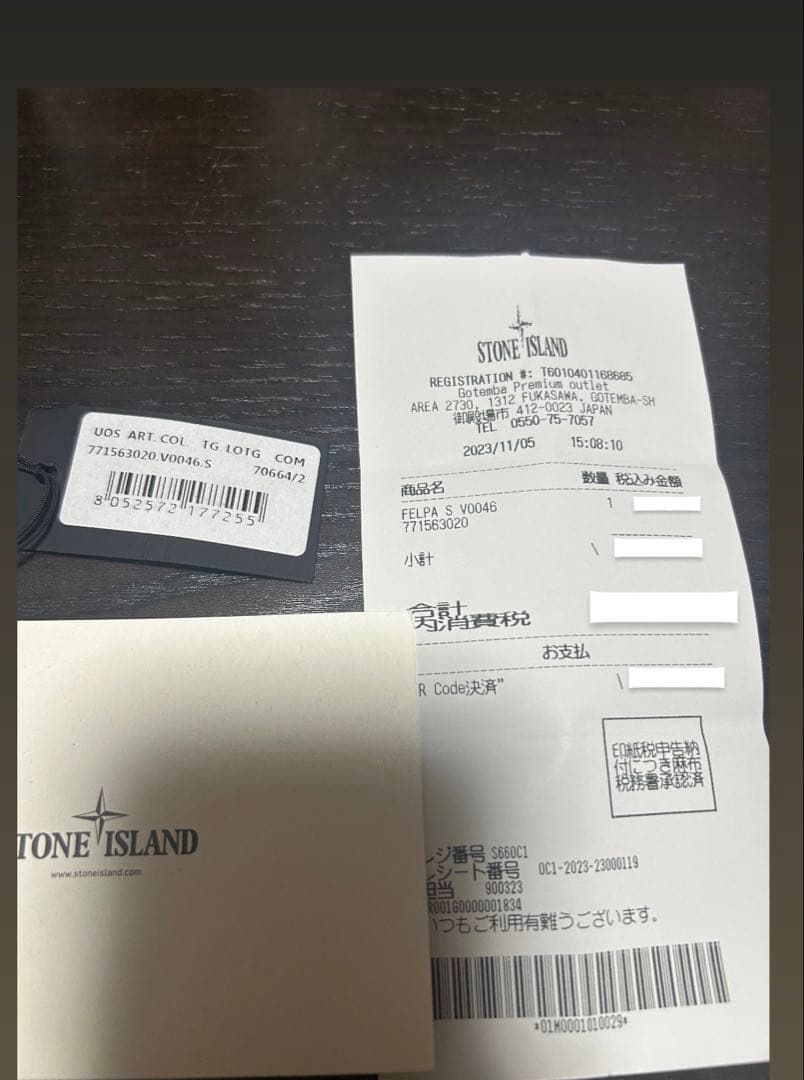 UOS ART. COL. TG. LOTG COM
771563020.V0046.S 70664/2
8 052572 177255
TONE ISLAND
www.stoneisland.com
STONE ISLAND
REGISTRATION #: T6010401168685
Gotemba Premium outlet
AREA 2730, 1312 FUKASAWA, GOTEMBA-SH
御殿場市 412-0023 JAPAN
TEL 0550-75-7057
2023/11/05 15:08:10
商品名 数量 税込み金額
FELPA S V0046 1
771563020
小計 \
合計
内消費税
お支払
R Code決済" \
印紙税申告納
付につき麻布
税務署承認済
レジ番号 S660C1
レシート番号 0C1-2023-23000119
担当 900323
R001G0000001834
いつもご利用有難うございます。
*01M0001010029*